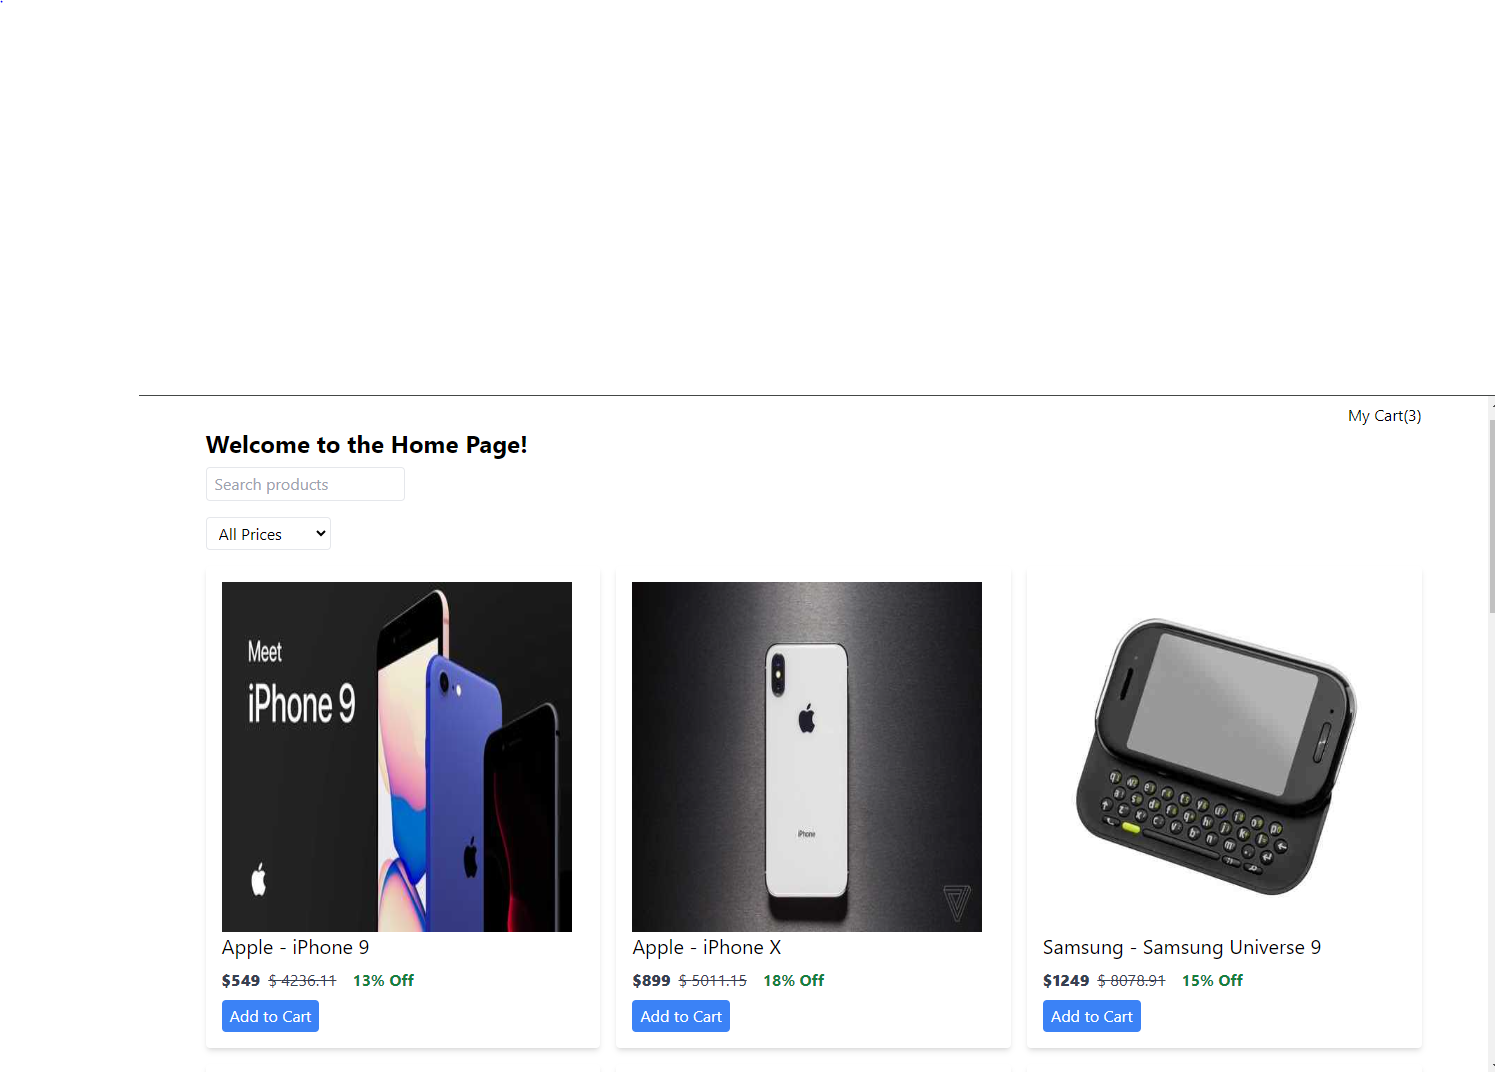 My Cart(3)
Welcome to the Home Page!
Search products
All Prices
Meet
iPhone 9
iPhone
Apple - iPhone 9
$549 $ 4236.11 13% Off
Add to Cart
Apple - iPhone X
$899 $ 5011.15 18% Off
Add to Cart
Samsung - Samsung Universe 9
$1249 $ 8078.91 15% Off
Add to Cart